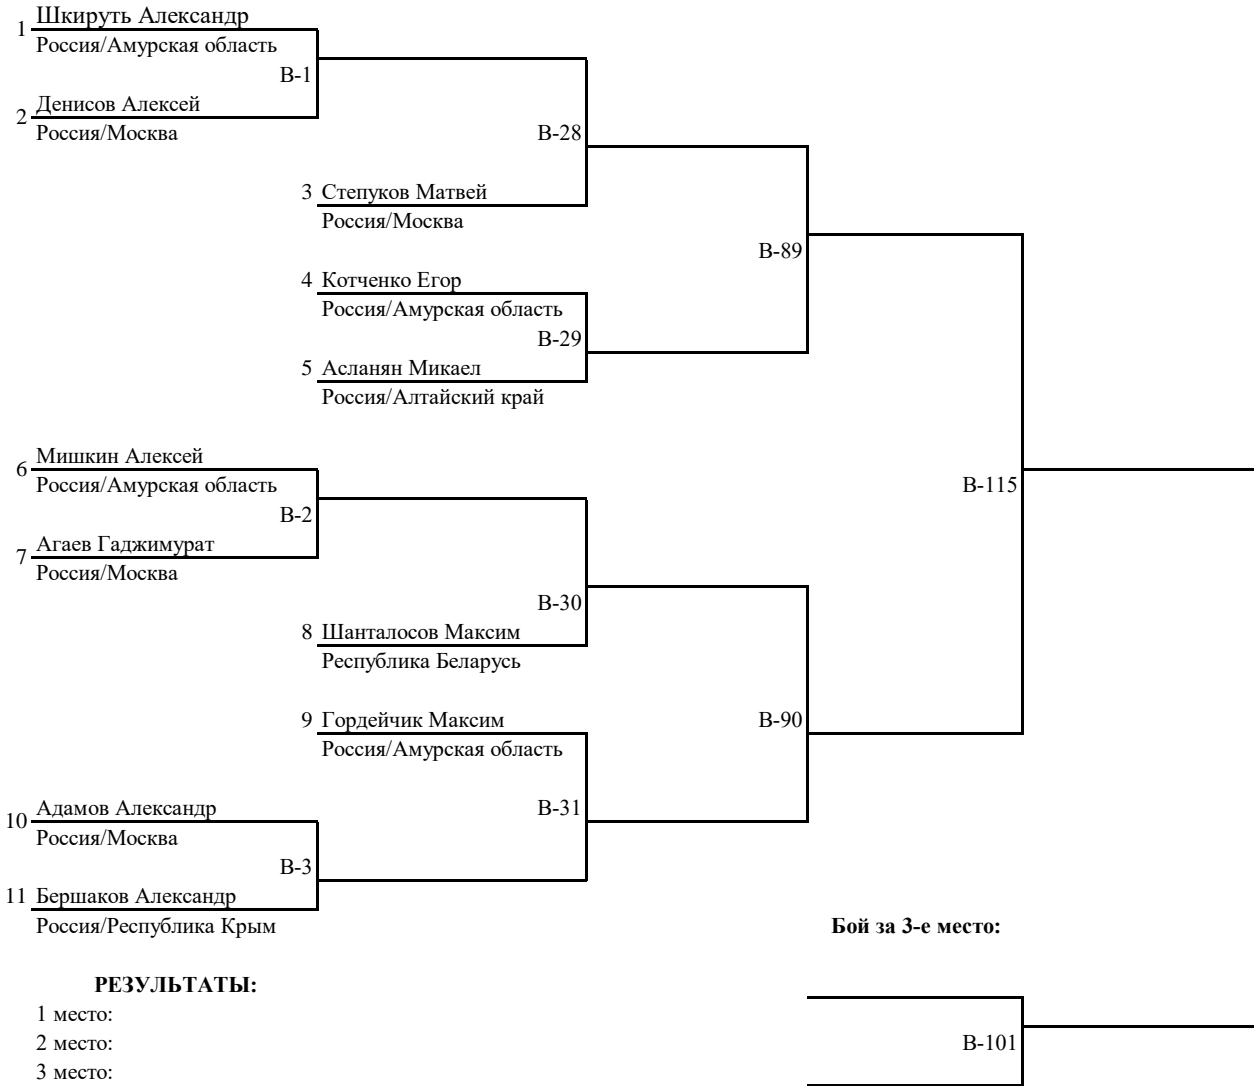 Шкируть Александр
1
Россия/Амурская область
В-1
Денисов Алексей
2
Россия/Москва
В-28
3 Степуков Матвей
Россия/Москва
В-89
4 Котченко Егор
Россия/Амурская область
В-29
5 Асланян Микаел
Россия/Алтайский край
Мишкин Алексей
6
Россия/Амурская область
В-115
В-2
Агаев Гаджимурат
7
Россия/Москва
В-30
8 Шанталосов Максим
Республика Беларусь
9 Гордейчик Максим
В-90
Россия/Амурская область
Адамов Александр
В-31
10
Россия/Москва
В-3
11 Бершаков Александр
Россия/Республика Крым
Бой за 3-е место:
РЕЗУЛЬТАТЫ:
1 место:
2 место:
В-101
3 место: